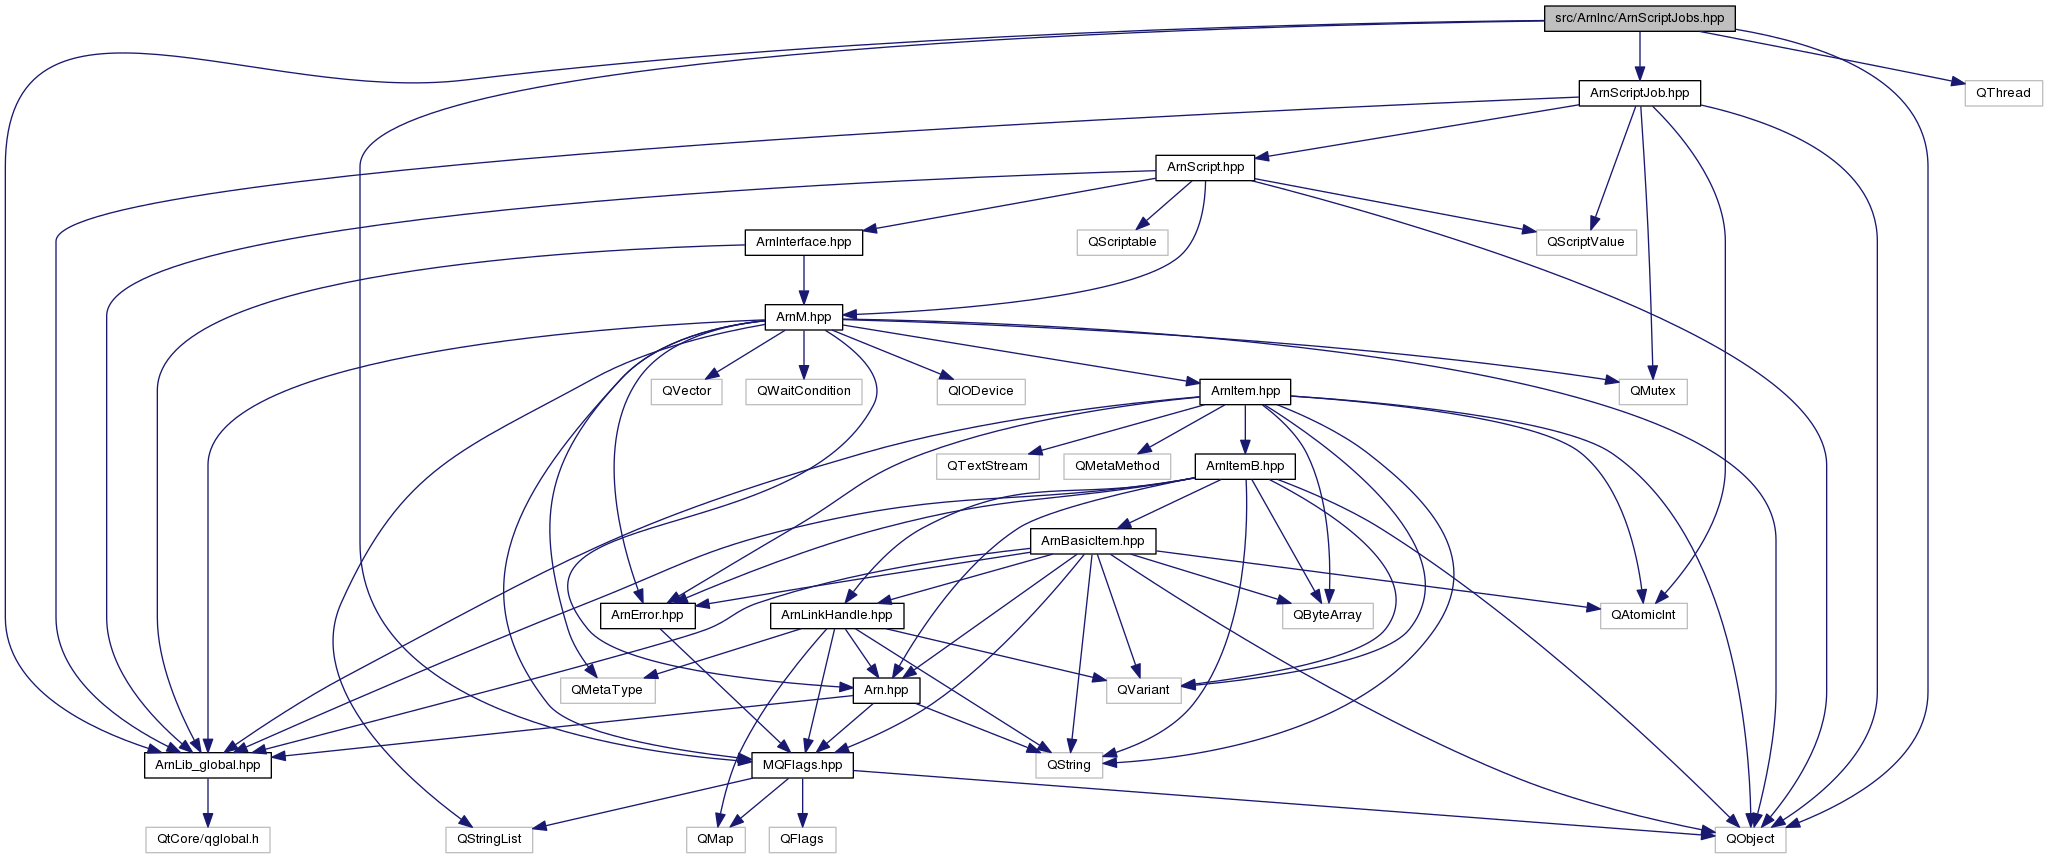 src/ArnInc/ArnScriptJobs.hpp
ArnScriptJob.hpp
QThread
ArnScript.hpp
ArnInterface.hpp
QScriptable
QScriptValue
ArnM.hpp
QVector
QWaitCondition
QIODevice
ArnItem.hpp
QMutex
QTextStream
QMetaMethod
ArnItemB.hpp
ArnBasicItem.hpp
ArnError.hpp
ArnLinkHandle.hpp
QByteArray
QAtomicInt
QMetaType
Arn.hpp
QVariant
ArnLib_global.hpp
MQFlags.hpp
QString
QtCore/qglobal.h
QStringList
QMap
QFlags
QObject